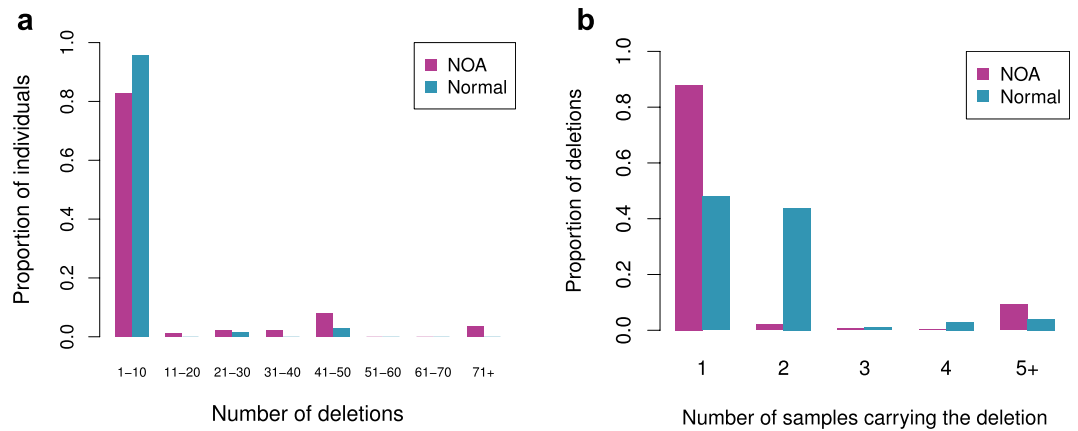 a
Proportion of individuals
1.0
0.8
0.6
0.4
0.2
0.0
NOA
Normal
1−10 11−20 21−30 31−40 41−50 51−60 61−70 71+
Number of deletions
b
Proportion of deletions
1.0
0.8
0.6
0.4
0.2
0.0
NOA
Normal
1 2 3 4 5+
Number of samples carrying the deletion